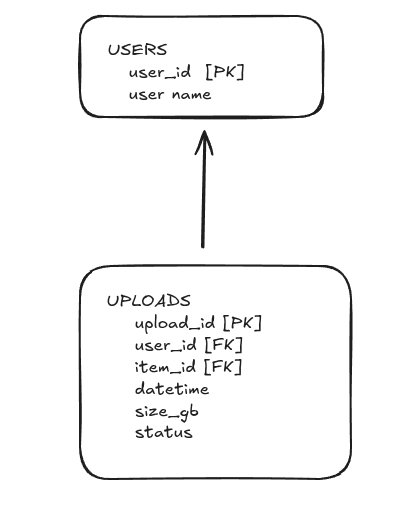 USERS
user_id [PK]
user name
UPLOADS
upload_id [PK]
user_id [FK]
item_id [FK]
datetime
size_gb
status